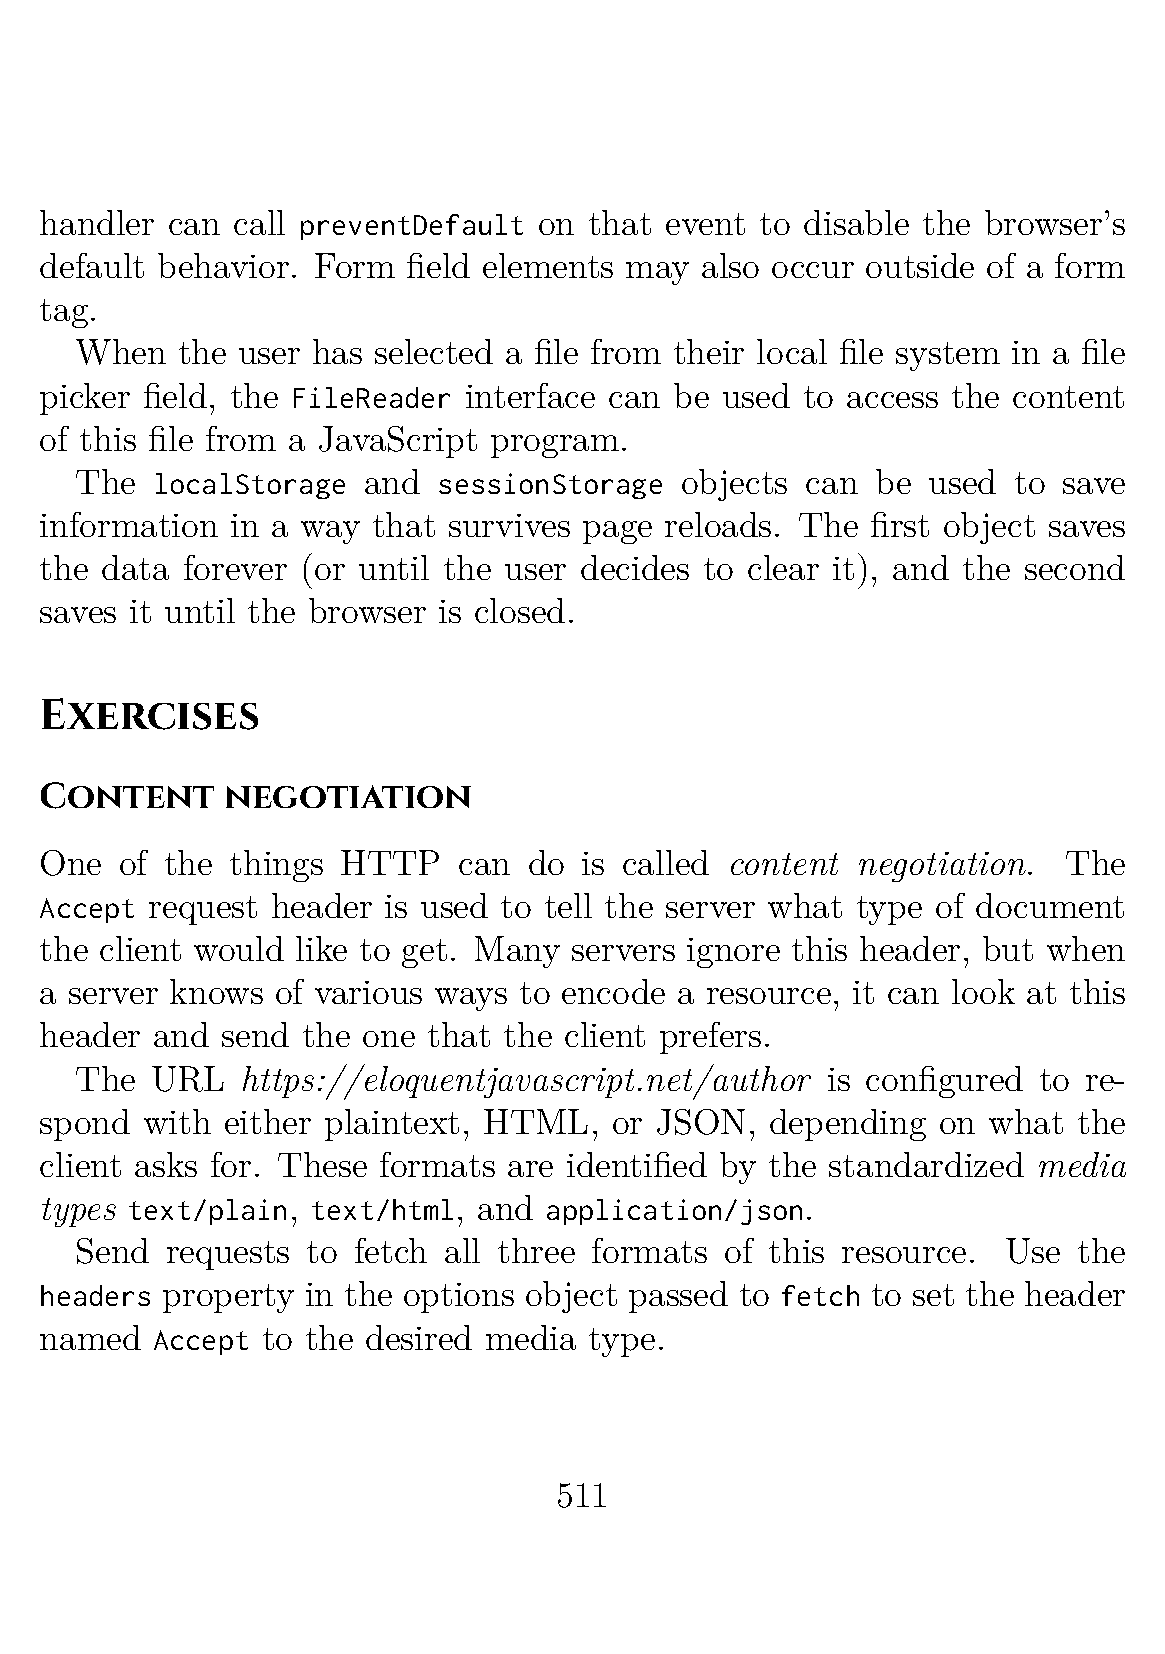 handler can call preventDefault on that event to disable the browser's
default behavior. Form field elements may also occur outside of a form
tag.
When the user has selected a file from their local file system in a file
picker field, the FileReader interface can be used to access the content
of this file from a JavaScript program.
The localStorage and sessionStorage objects can be used to save
information in a way that survives page reloads. The first object saves
the data forever (or until the user decides to clear it), and the second
saves it until the browser is closed.
Exercises
Content negotiation
One of the things HTTP can do is called content negotiation. The
Accept request header is used to tell the server what type of document
the client would like to get. Many servers ignore this header, but when
a server knows of various ways to encode a resource, it can look at this
header and send the one that the client prefers.
The URL https://eloquentjavascript.net/author is configured to re-
spond with either plaintext, HTML, or JSON, depending on what the
client asks for. These formats are identified by the standardized media
types text/plain, text/html, and application/json.
Send requests to fetch all three formats of this resource. Use the
headers property in the options object passed to fetch to set the header
named Accept to the desired media type.
511